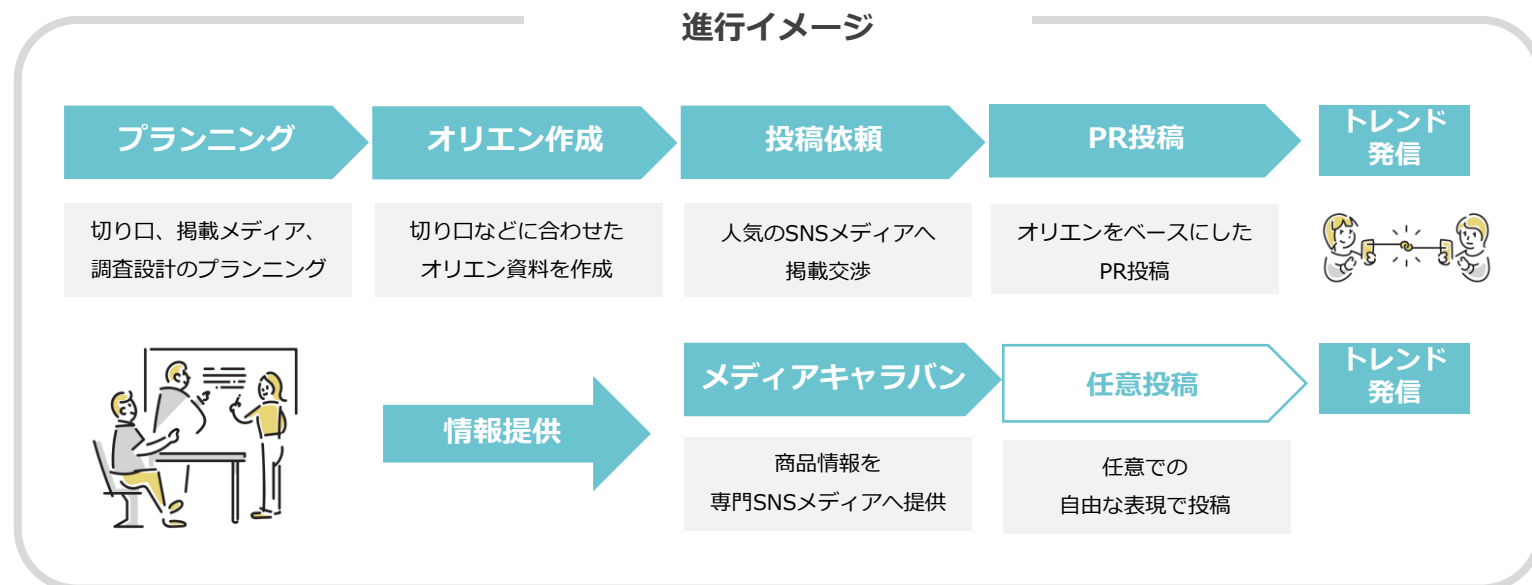 進行イメージ
プランニング
オリエン作成
投稿依頼
PR投稿
トレンド
発信
切り口、掲載メディア、
調査設計のプランニング
切り口などに合わせた
オリエン資料を作成
人気のSNSメディアへ
掲載交渉
オリエンをベースにした
PR投稿
情報提供
メディアキャラバン
任意投稿
トレンド
発信
商品情報を
専門SNSメディアへ提供
任意での
自由な表現で投稿